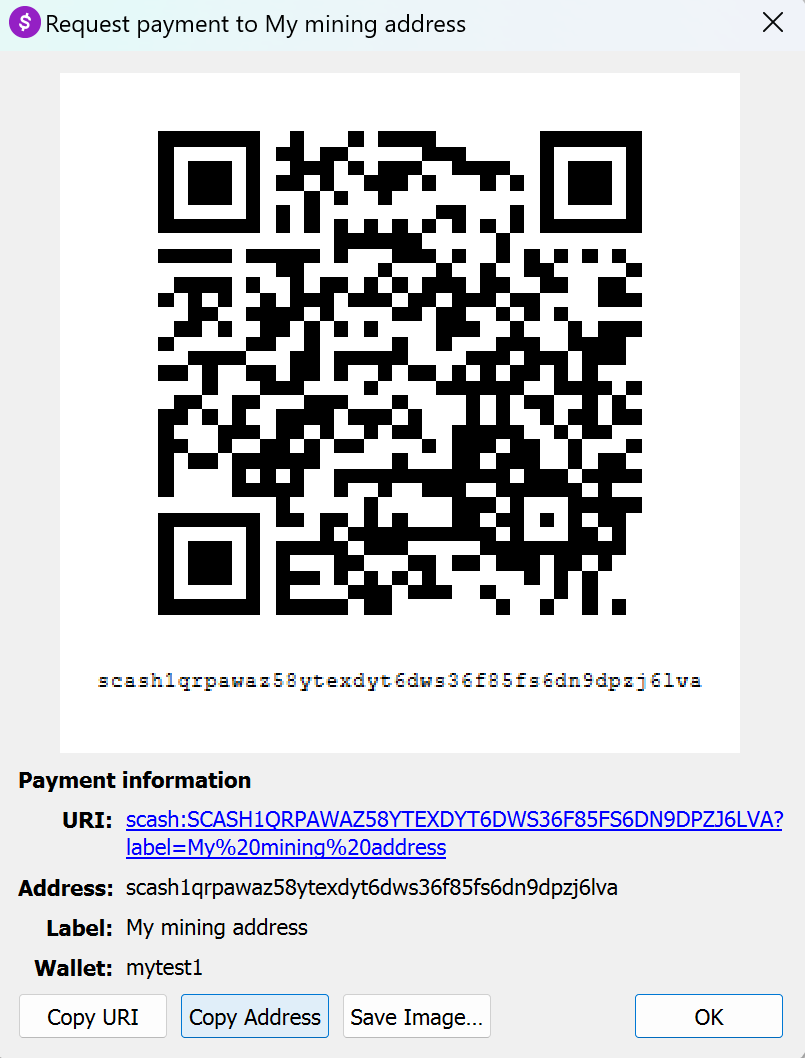 $ Request payment to My mining address
scash1qrpawaz58ytexdyt6dws36f85fs6dn9dpzj6lva
Payment information
URI: scash:SCASH1QRPAWAZ58YTEXDYT6DWS36F85FS6DN9DPZJ6LVA?
label=My%20mining%20address
Address: scash1qrpawaz58ytexdyt6dws36f85fs6dn9dpzj6lva
Label: My mining address
Wallet: mytest1
Copy URI Copy Address Save Image... OK